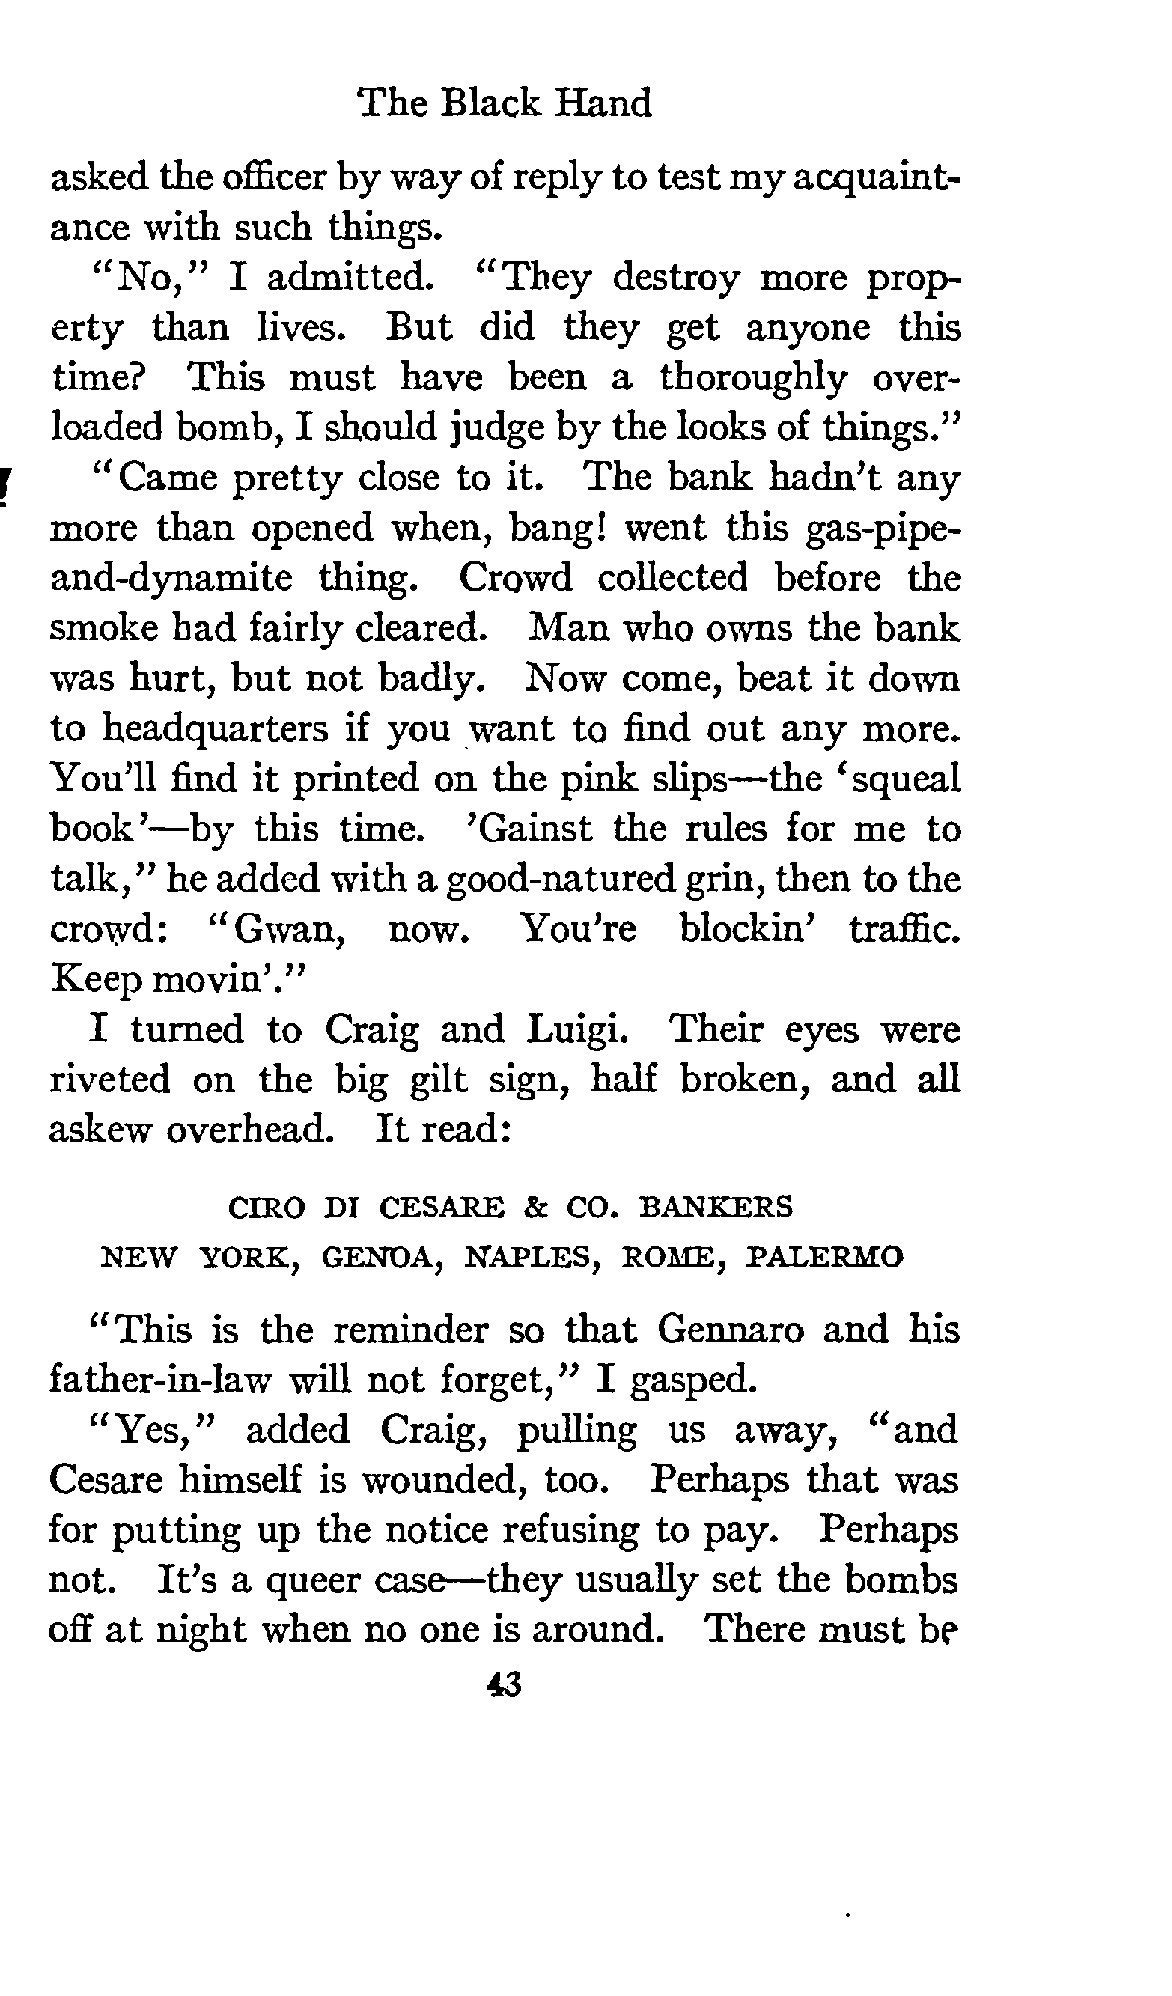 The Black Hand
asked the officer by way of reply to test my acquaint-
ance with such things.
"No," I admitted. "They destroy more prop-
erty than lives. But did they get anyone this
time? This must have been a thoroughly over-
loaded bomb, I should judge by the looks of things."
"Came pretty close to it. The bank hadn't any
more than opened when, bang! went this gas-pipe-
and-dynamite thing. Crowd collected before the
smoke had fairly cleared. Man who owns the bank
was hurt, but not badly. Now come, beat it down
to headquarters if you want to find out any more.
You'll find it printed on the pink slips—the 'squeal
book'—by this time. 'Gainst the rules for me to
talk," he added with a good-natured grin, then to the
crowd: "Gwan, now. You're blockin' traffic.
Keep movin'."
I turned to Craig and Luigi. Their eyes were
riveted on the big gilt sign, half broken, and all
askew overhead. It read:
CIRO DI CESARE & CO. BANKERS
NEW YORK, GENOA, NAPLES, ROME, PALERMO
"This is the reminder so that Gennaro and his
father-in-law will not forget," I gasped.
"Yes," added Craig, pulling us away, "and
Cesare himself is wounded, too. Perhaps that was
for putting up the notice refusing to pay. Perhaps
not. It's a queer case—they usually set the bombs
off at night when no one is around. There must be
43